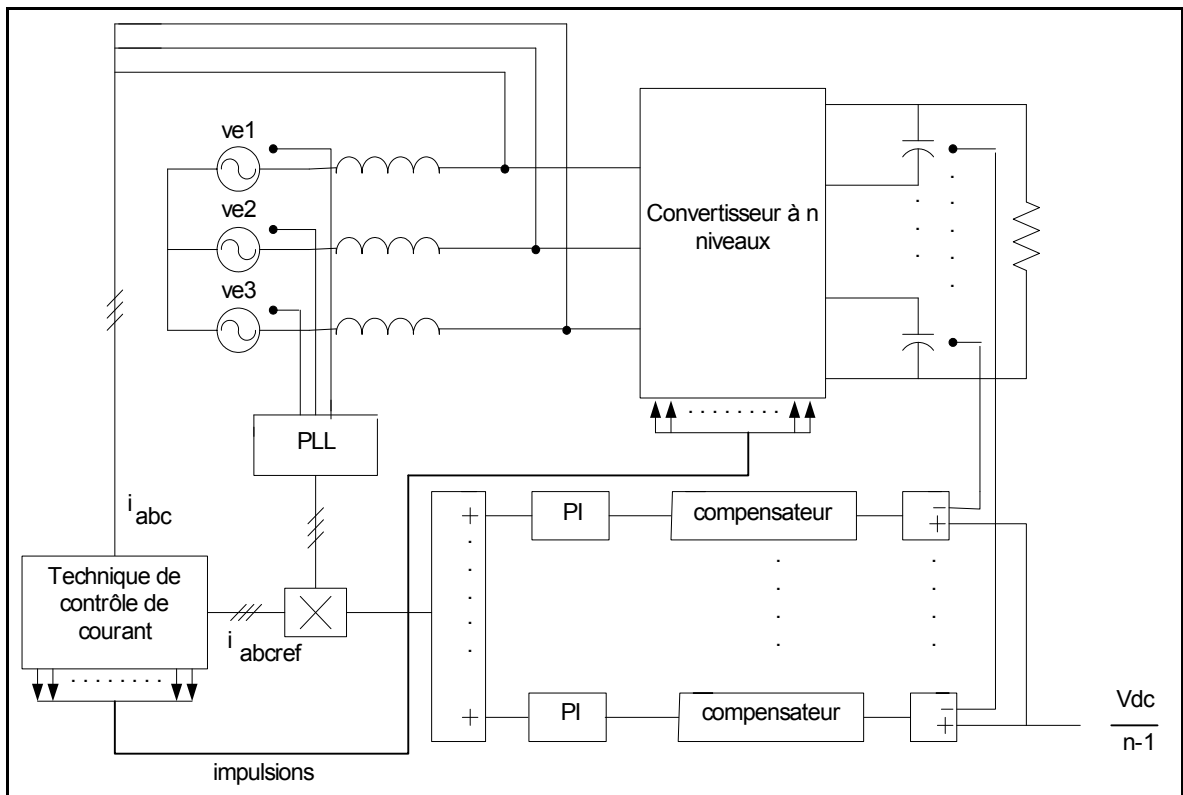 ve1
ve2
ve3
Convertisseur à n
niveaux
PLL
i abc
Technique de
contrôle de
courant
i abcref
impulsions
+
PI
compensateur
−
+
+
PI
compensateur
−
+
Vdc
n-1